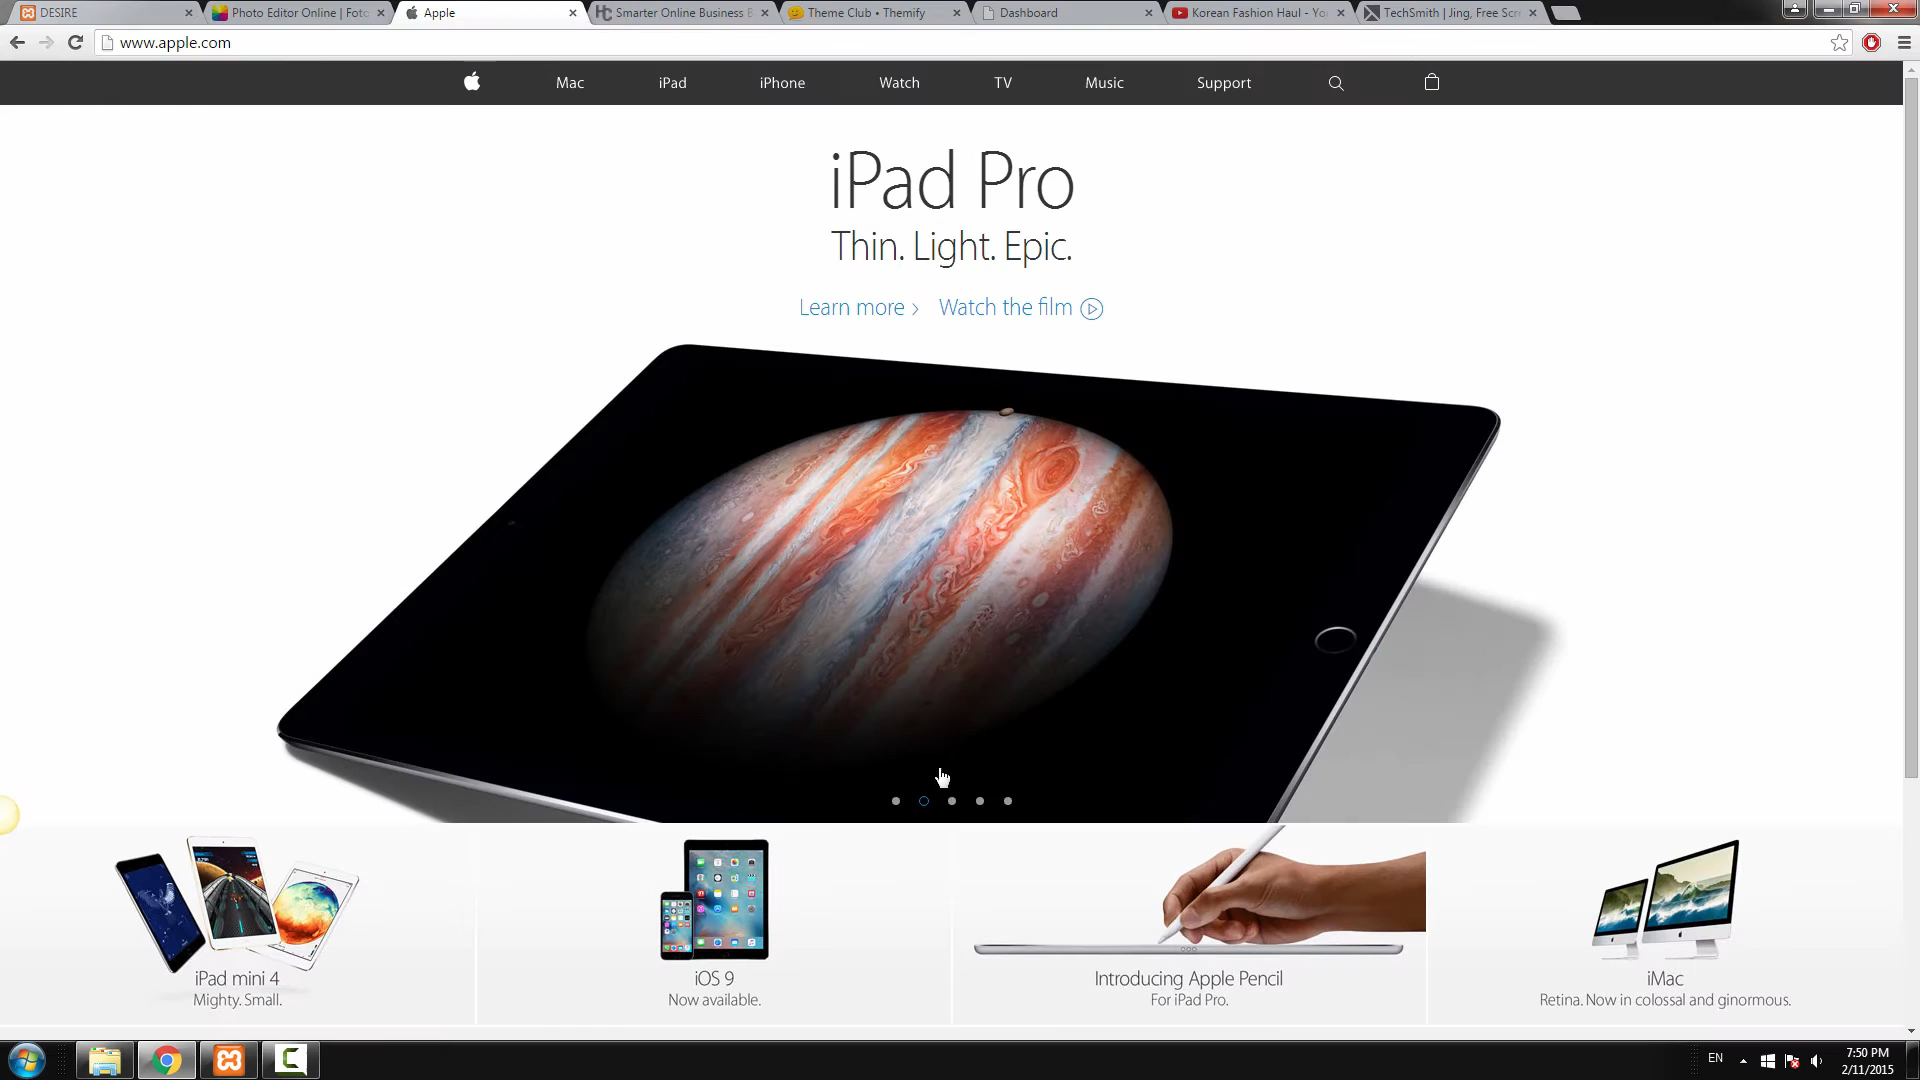 DESIRE
Photo Editor Online | Foto
Apple
Smarter Online Business B
Theme Club • Themify
Dashboard
Korean Fashion Haul - You
TechSmith | Jing, Free Scre
www.apple.com
Mac
iPad
iPhone
Watch
TV
Music
Support
iPad Pro
Thin. Light. Epic.
Learn more ›
Watch the film
iPad mini 4
Mighty. Small.
iOS 9
Now available.
Introducing Apple Pencil
For iPad Pro.
iMac
Retina. Now in colossal and ginormous.
EN
7:50 PM
2/11/2015